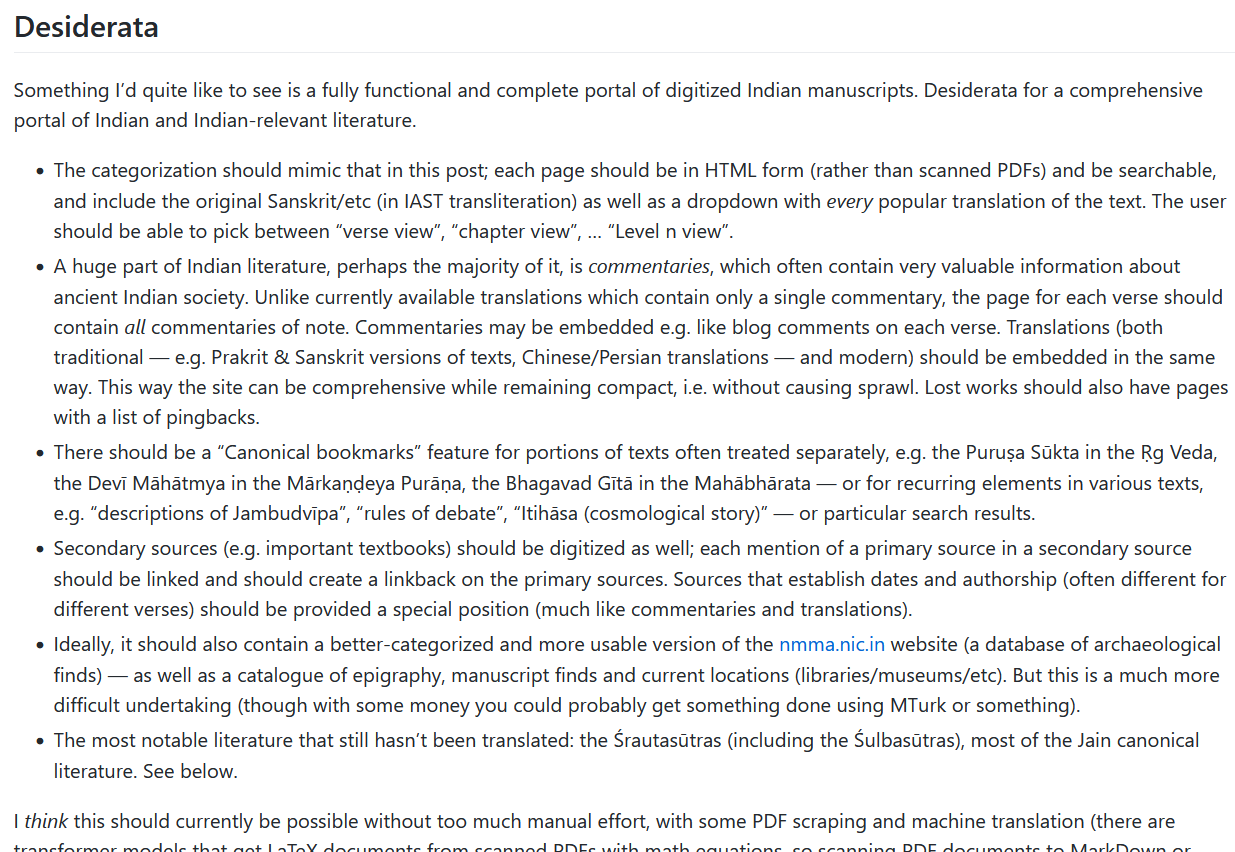 Desiderata
Something I’d quite like to see is a fully functional and complete portal of digitized Indian manuscripts. Desiderata for a comprehensive
portal of Indian and Indian-relevant literature.
• The categorization should mimic that in this post; each page should be in HTML form (rather than scanned PDFs) and be searchable,
and include the original Sanskrit/etc (in IAST transliteration) as well as a dropdown with every popular translation of the text. The user
should be able to pick between “verse view”, “chapter view”, … “Level n view”.
• A huge part of Indian literature, perhaps the majority of it, is commentaries, which often contain very valuable information about
ancient Indian society. Unlike currently available translations which contain only a single commentary, the page for each verse should
contain all commentaries of note. Commentaries may be embedded e.g. like blog comments on each verse. Translations (both
traditional — e.g. Prakrit & Sanskrit versions of texts, Chinese/Persian translations — and modern) should be embedded in the same
way. This way the site can be comprehensive while remaining compact, i.e. without causing sprawl. Lost works should also have pages
with a list of pingbacks.
• There should be a “Canonical bookmarks” feature for portions of texts often treated separately, e.g. the Puruṣa Sūkta in the Ṛg Veda,
the Devī Māhātmya in the Mārkaṇḍeya Purāṇa, the Bhagavad Gītā in the Mahābhārata — or for recurring elements in various texts,
e.g. “descriptions of Jambudvīpa”, “rules of debate”, “Itihāsa (cosmological story)” — or particular search results.
• Secondary sources (e.g. important textbooks) should be digitized as well; each mention of a primary source in a secondary source
should be linked and should create a linkback on the primary sources. Sources that establish dates and authorship (often different for
different verses) should be provided a special position (much like commentaries and translations).
• Ideally, it should also contain a better-categorized and more usable version of the nmma.nic.in website (a database of archaeological
finds) — as well as a catalogue of epigraphy, manuscript finds and current locations (libraries/museums/etc). But this is a much more
difficult undertaking (though with some money you could probably get something done using MTurk or something).
• The most notable literature that still hasn’t been translated: the Śrautasūtras (including the Śulbasūtras), most of the Jain canonical
literature. See below.
I think this should currently be possible without too much manual effort, with some PDF scraping and machine translation (there are
transformer models that get LaTeX documents from scanned PDFs with math equations, so scanning PDF documents to MarkDown or